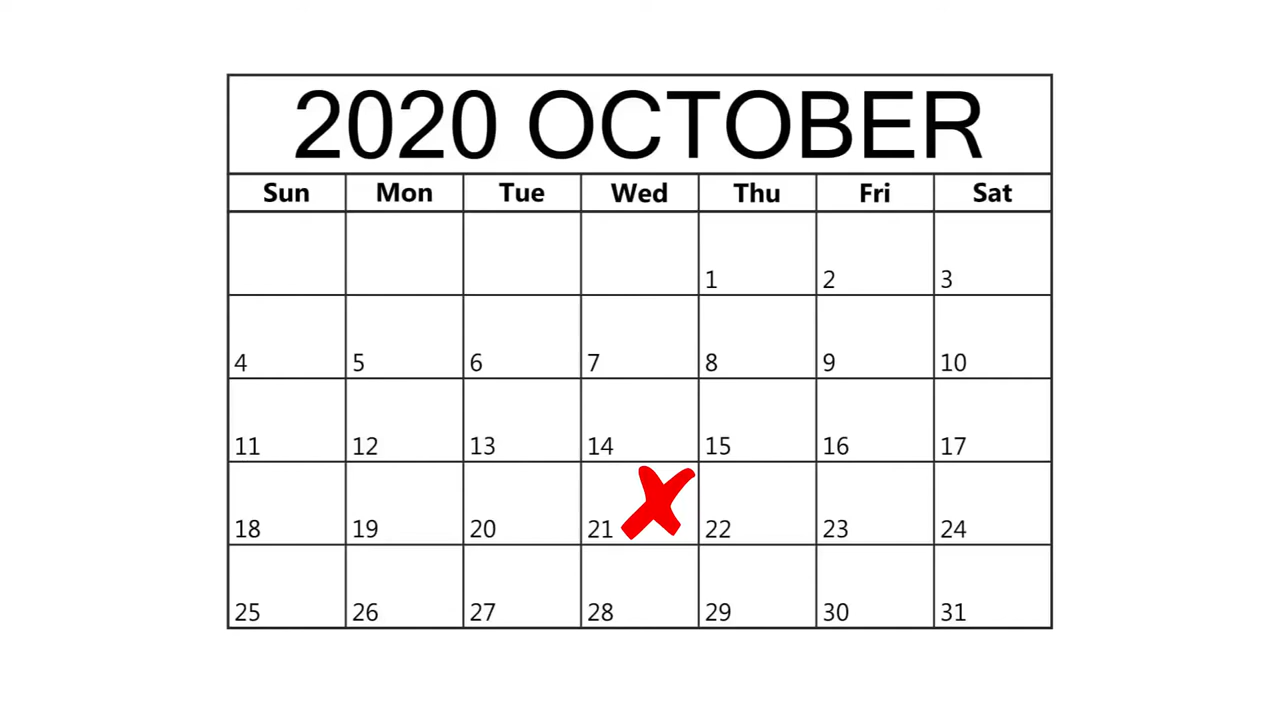 2020 OCTOBER
Sun Mon Tue Wed Thu Fri Sat
1 2 3
4 5 6 7 8 9 10
11 12 13 14 15 16 17
18 19 20 21 22 23 24
25 26 27 28 29 30 31